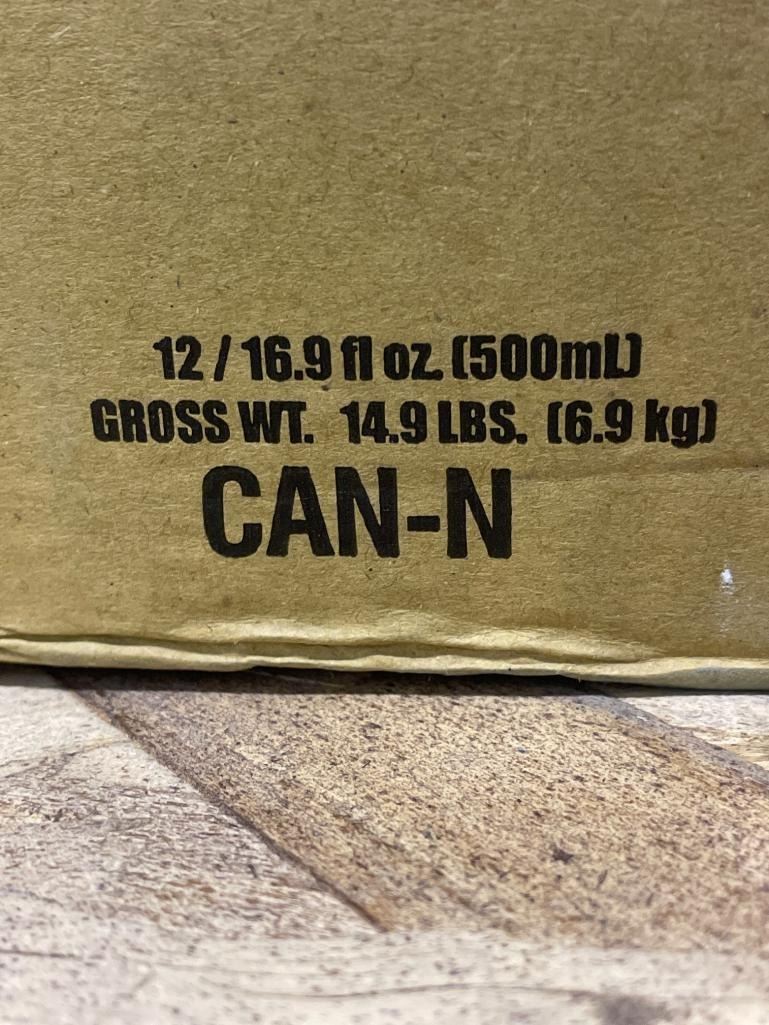 12 / 16.9 fl oz. (500mL)
GROSS WT. 14.9 LBS. (6.9 kg)
CAN-N